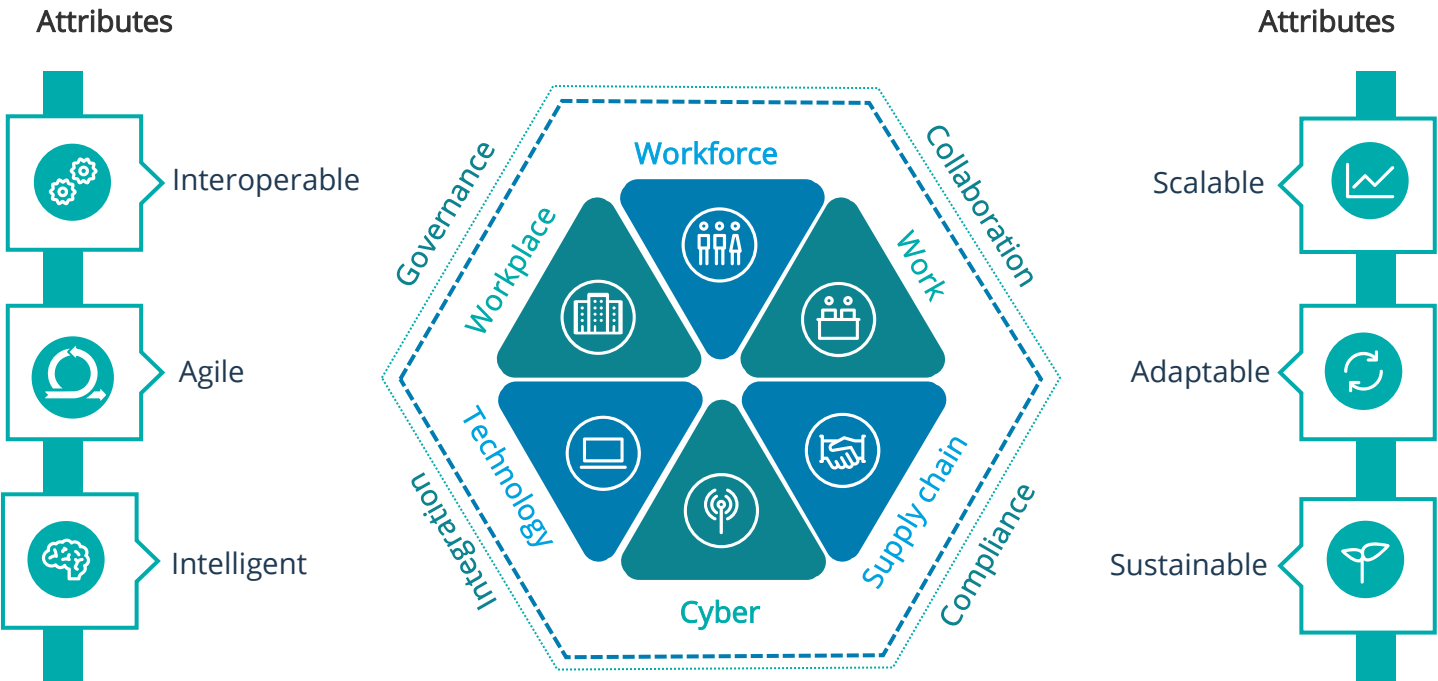 Attributes
Interoperable
Agile
Intelligent
Governance
Collaboration
Workforce
Workplace
Work
Technology
Supply chain
Cyber
Integration
Compliance
Attributes
Scalable
Adaptable
Sustainable